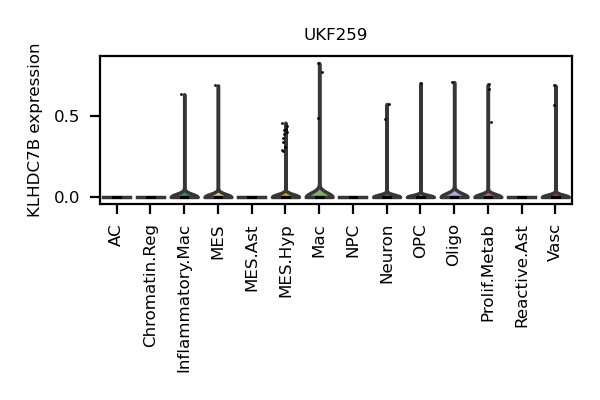 UKF259
KLHDC7B expression
0.5
0.0
AC
Chromatin.Reg
Inflammatory.Mac
MES
MES.Ast
MES.Hyp
Mac
NPC
Neuron
OPC
Oligo
Prolif.Metab
Reactive.Ast
Vasc